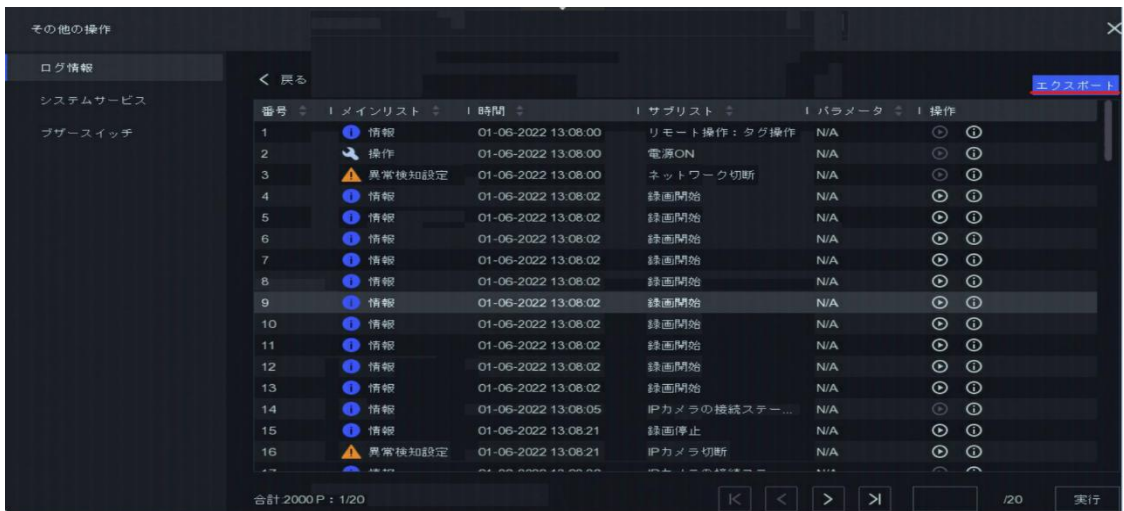 その他の操作
ログ情報
システムサービス
ブザースイッチ
戻る
エクスポート
番号 メインリスト 時間 サブリスト パラメータ 操作
1 情報 01-06-2022 13:08:00 リモート操作：タグ操作 N/A
2 操作 01-06-2022 13:08:00 電源ON N/A
3 異常検知設定 01-06-2022 13:08:00 ネットワーク切断 N/A
4 情報 01-06-2022 13:08:02 録画開始 N/A
5 情報 01-06-2022 13:08:02 録画開始 N/A
6 情報 01-06-2022 13:08:02 録画開始 N/A
7 情報 01-06-2022 13:08:02 録画開始 N/A
8 情報 01-06-2022 13:08:02 録画開始 N/A
9 情報 01-06-2022 13:08:02 録画開始 N/A
10 情報 01-06-2022 13:08:02 録画開始 N/A
11 情報 01-06-2022 13:08:02 録画開始 N/A
12 情報 01-06-2022 13:08:02 録画開始 N/A
13 情報 01-06-2022 13:08:02 録画開始 N/A
14 情報 01-06-2022 13:08:05 IPカメラの接続ステー... N/A
15 情報 01-06-2022 13:08:21 録画停止 N/A
16 異常検知設定 01-06-2022 13:08:21 IPカメラ切断 N/A
合計:2000 P：1/20 /20 実行